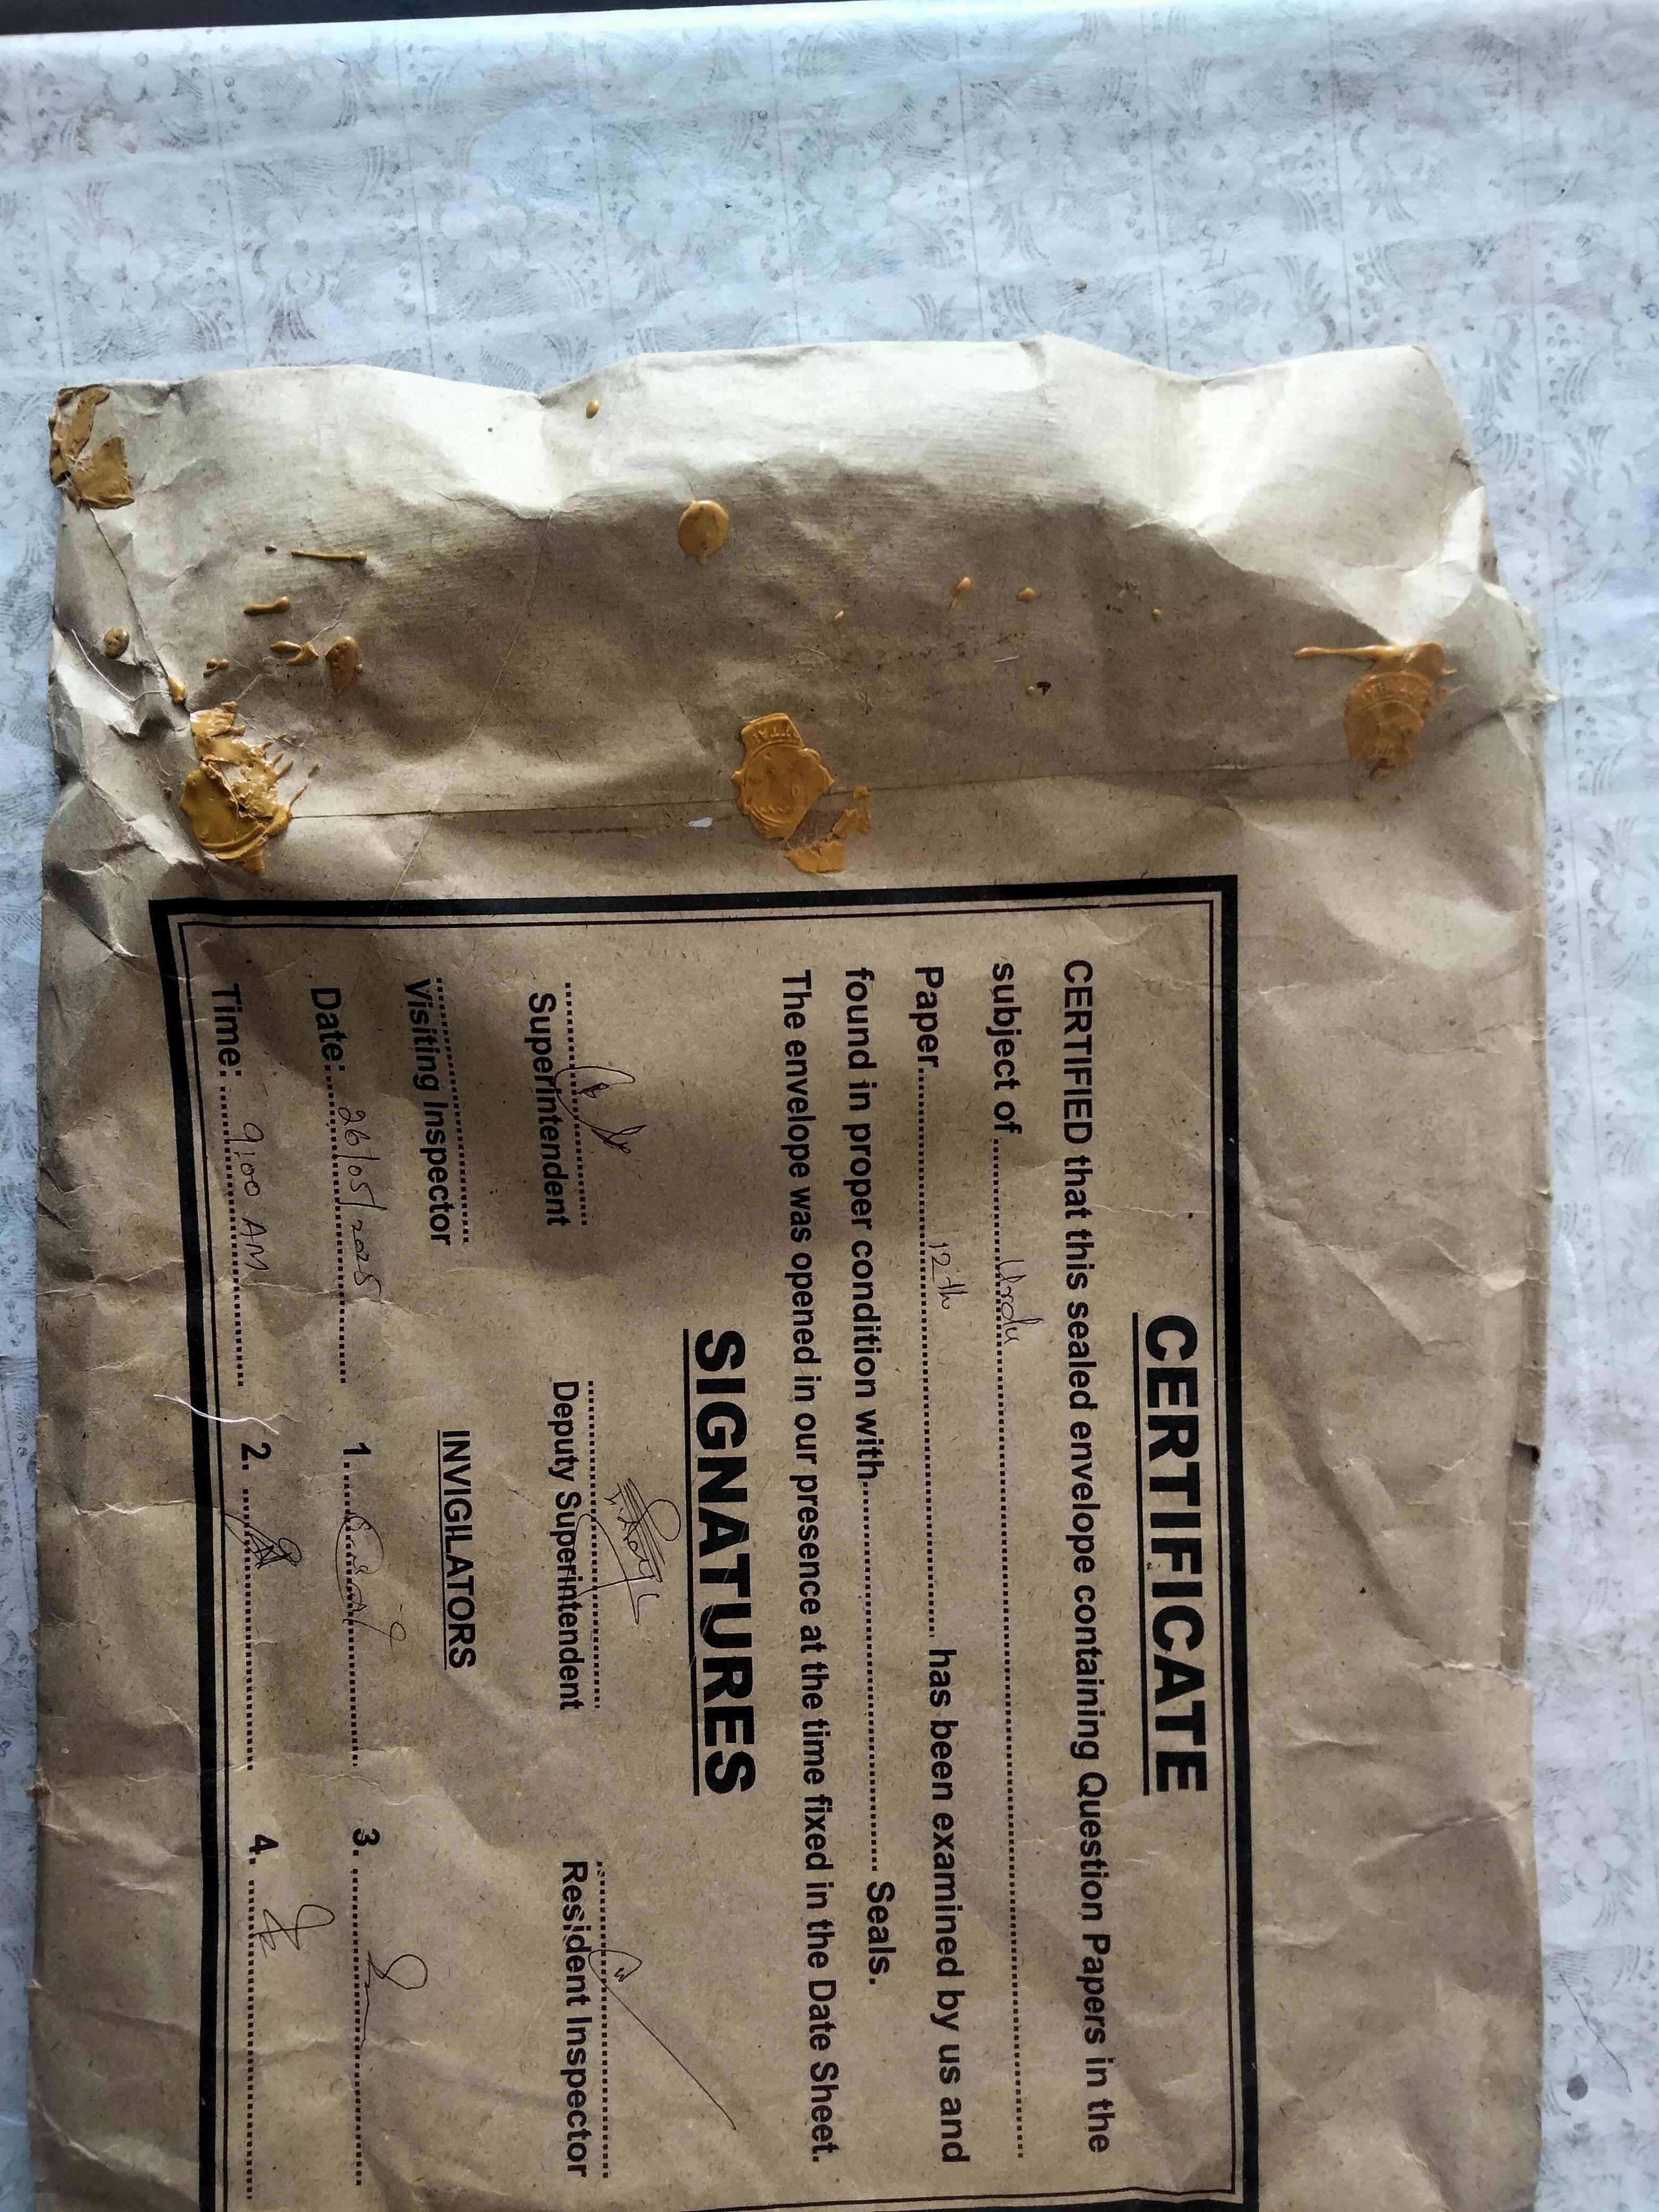 CERTIFICATE
CERTIFIED that this sealed envelope containing Question Papers in the
subject of ........ Urdu ........
Paper ........ 12th ........ has been examined by us and
found in proper condition with ........ Seals.
The envelope was opened in our presence at the time fixed in the Date Sheet.
SIGNATURES
Superintendent Deputy Superintendent Resident Inspector
Visiting Inspector INVIGILATORS
Date: 26/05/2025 1. ........ 3. ........
Time: 9:00 AM 2. ........ 4. ........